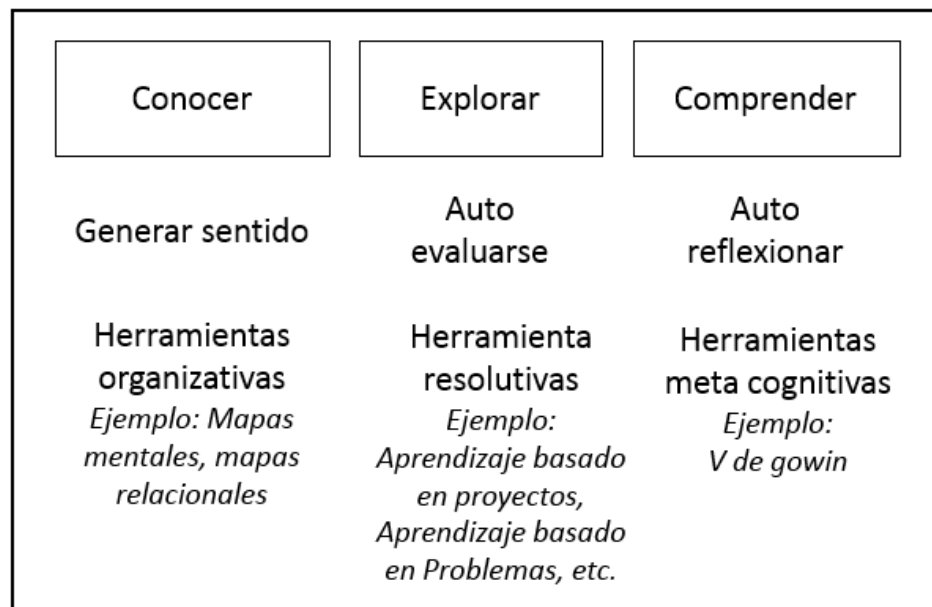 Conocer
Generar sentido
Herramientas
organizativas
Ejemplo: Mapas
mentales, mapas
relacionales
Explorar
Auto
evaluarse
Herramienta
resolutivas
Ejemplo:
Aprendizaje basado
en proyectos,
Aprendizaje basado
en Problemas, etc.
Comprender
Auto
reflexionar
Herramientas
meta cognitivas
Ejemplo:
V de gowin